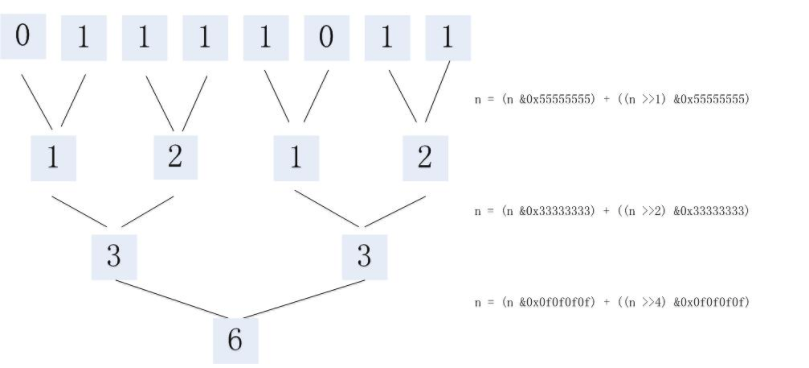 0 1 1 1 1 0 1 1
n = (n &0x55555555) + ((n >>1) &0x55555555)
1 2 1 2
n = (n &0x33333333) + ((n >>2) &0x33333333)
3 3
n = (n &0x0f0f0f0f) + ((n >>4) &0x0f0f0f0f)
6